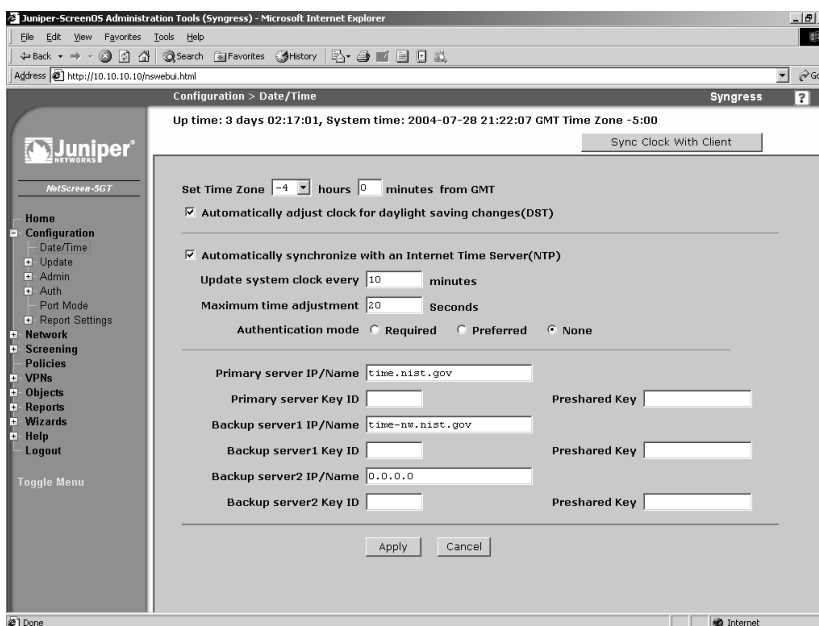 Juniper-ScreenOS Administration Tools (Syngress) - Microsoft Internet Explorer
File Edit View Favorites Tools Help
Back Search Favorites History
Address http://10.10.10.10/nswebui.html Go
Configuration > Date/Time Syngress ?
Up time: 3 days 02:17:01, System time: 2004-07-28 21:22:07 GMT Time Zone -5:00
Sync Clock With Client
Juniper®
NETWORKS
NetScreen-5GT
Home
Configuration
Date/Time
Update
Admin
Auth
Port Mode
Report Settings
Network
Screening
Policies
VPNs
Objects
Reports
Wizards
Help
Logout
Toggle Menu
Set Time Zone -4 hours 0 minutes from GMT
Automatically adjust clock for daylight saving changes(DST)
Automatically synchronize with an Internet Time Server(NTP)
Update system clock every 10 minutes
Maximum time adjustment 20 Seconds
Authentication mode Required Preferred None
Primary server IP/Name time.nist.gov
Primary server Key ID Preshared Key
Backup server1 IP/Name time-nw.nist.gov
Backup server1 Key ID Preshared Key
Backup server2 IP/Name 0.0.0.0
Backup server2 Key ID Preshared Key
Apply Cancel
Done Internet